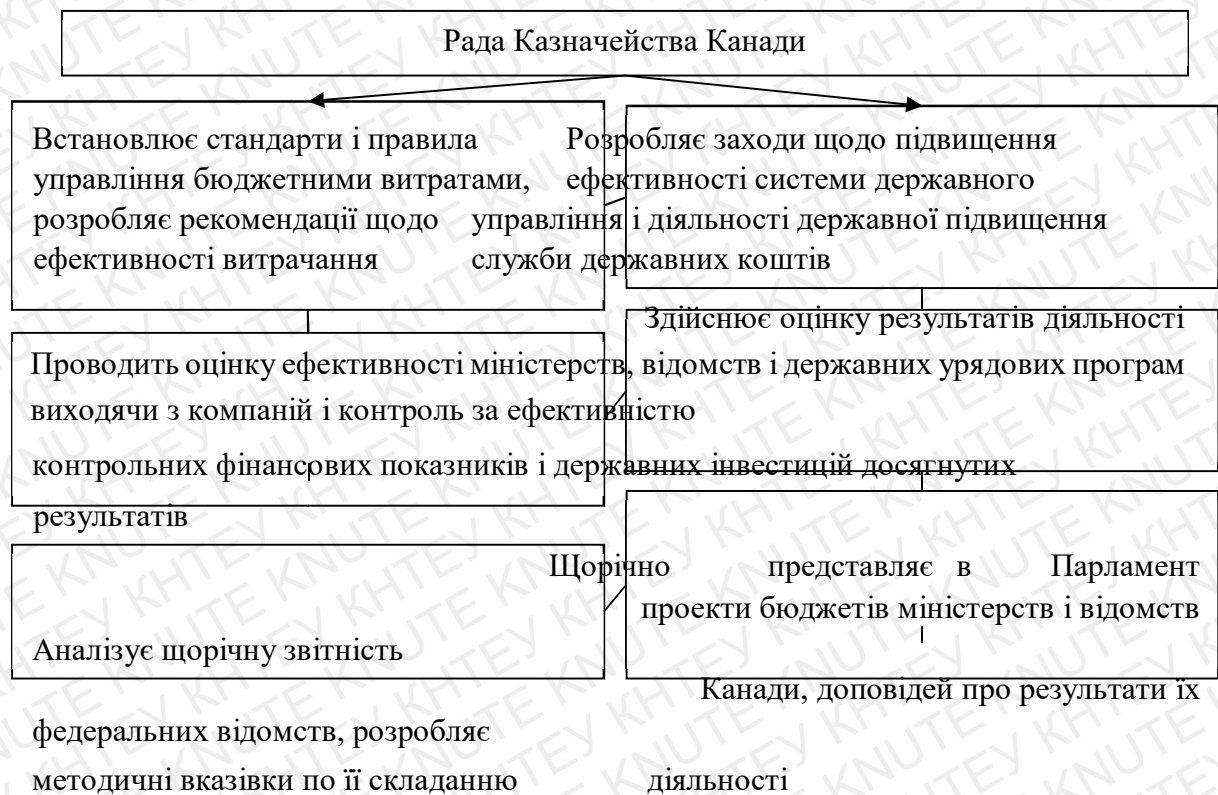 Рада Казначейства Канади
Встановлює стандарти і правила Розробляє заходи щодо підвищення
управління бюджетними витратами, ефективності системи державного
розробляє рекомендації щодо управління і діяльності державної підвищення
ефективності витрачання служби державних коштів
Здійснює оцінку результатів діяльності
Проводить оцінку ефективності міністерств, відомств і державних урядових програм
виходячи з компаній і контроль за ефективністю
контрольних фінансових показників і державних інвестицій досягнутих
результатів
Щорічно представляє в Парламент
проекти бюджетів міністерств і відомств
Аналізує щорічну звітність
Канади, доповідей про результати їх
федеральних відомств, розробляє
методичні вказівки по її складанню діяльності